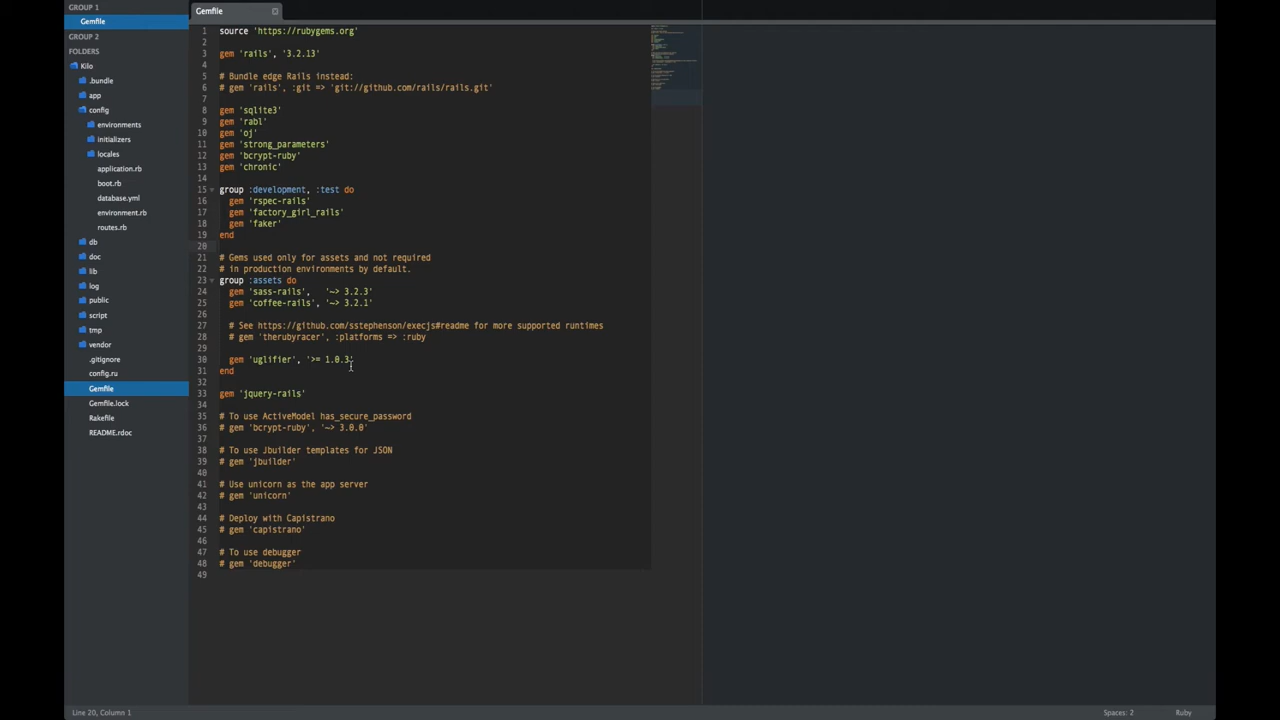 GROUP 1
Gemfile
GROUP 2
FOLDERS
Kilo
.bundle
app
config
environments
initializers
locales
application.rb
boot.rb
database.yml
environment.rb
routes.rb
db
doc
lib
log
public
script
tmp
vendor
.gitignore
config.ru
Gemfile
Gemfile.lock
Rakefile
README.rdoc
Gemfile
1 source 'https://rubygems.org'
2
3 gem 'rails', '3.2.13'
4
5 # Bundle edge Rails instead:
6 # gem 'rails', :git => 'git://github.com/rails/rails.git'
7
8 gem 'sqlite3'
9 gem 'rabl'
10 gem 'oj'
11 gem 'strong_parameters'
12 gem 'bcrypt-ruby'
13 gem 'chronic'
14
15 group :development, :test do
16 gem 'rspec-rails'
17 gem 'factory_girl_rails'
18 gem 'faker'
19 end
20
21 # Gems used only for assets and not required
22 # in production environments by default.
23 group :assets do
24 gem 'sass-rails', '~> 3.2.3'
25 gem 'coffee-rails', '~> 3.2.1'
26
27 # See https://github.com/sstephenson/execjs#readme for more supported runtimes
28 # gem 'therubyracer', :platforms => :ruby
29
30 gem 'uglifier', '>= 1.0.3'
31 end
32
33 gem 'jquery-rails'
34
35 # To use ActiveModel has_secure_password
36 # gem 'bcrypt-ruby', '~> 3.0.0'
37
38 # To use Jbuilder templates for JSON
39 # gem 'jbuilder'
40
41 # Use unicorn as the app server
42 # gem 'unicorn'
43
44 # Deploy with Capistrano
45 # gem 'capistrano'
46
47 # To use debugger
48 # gem 'debugger'
49
Line 20, Column 1
Spaces: 2
Ruby